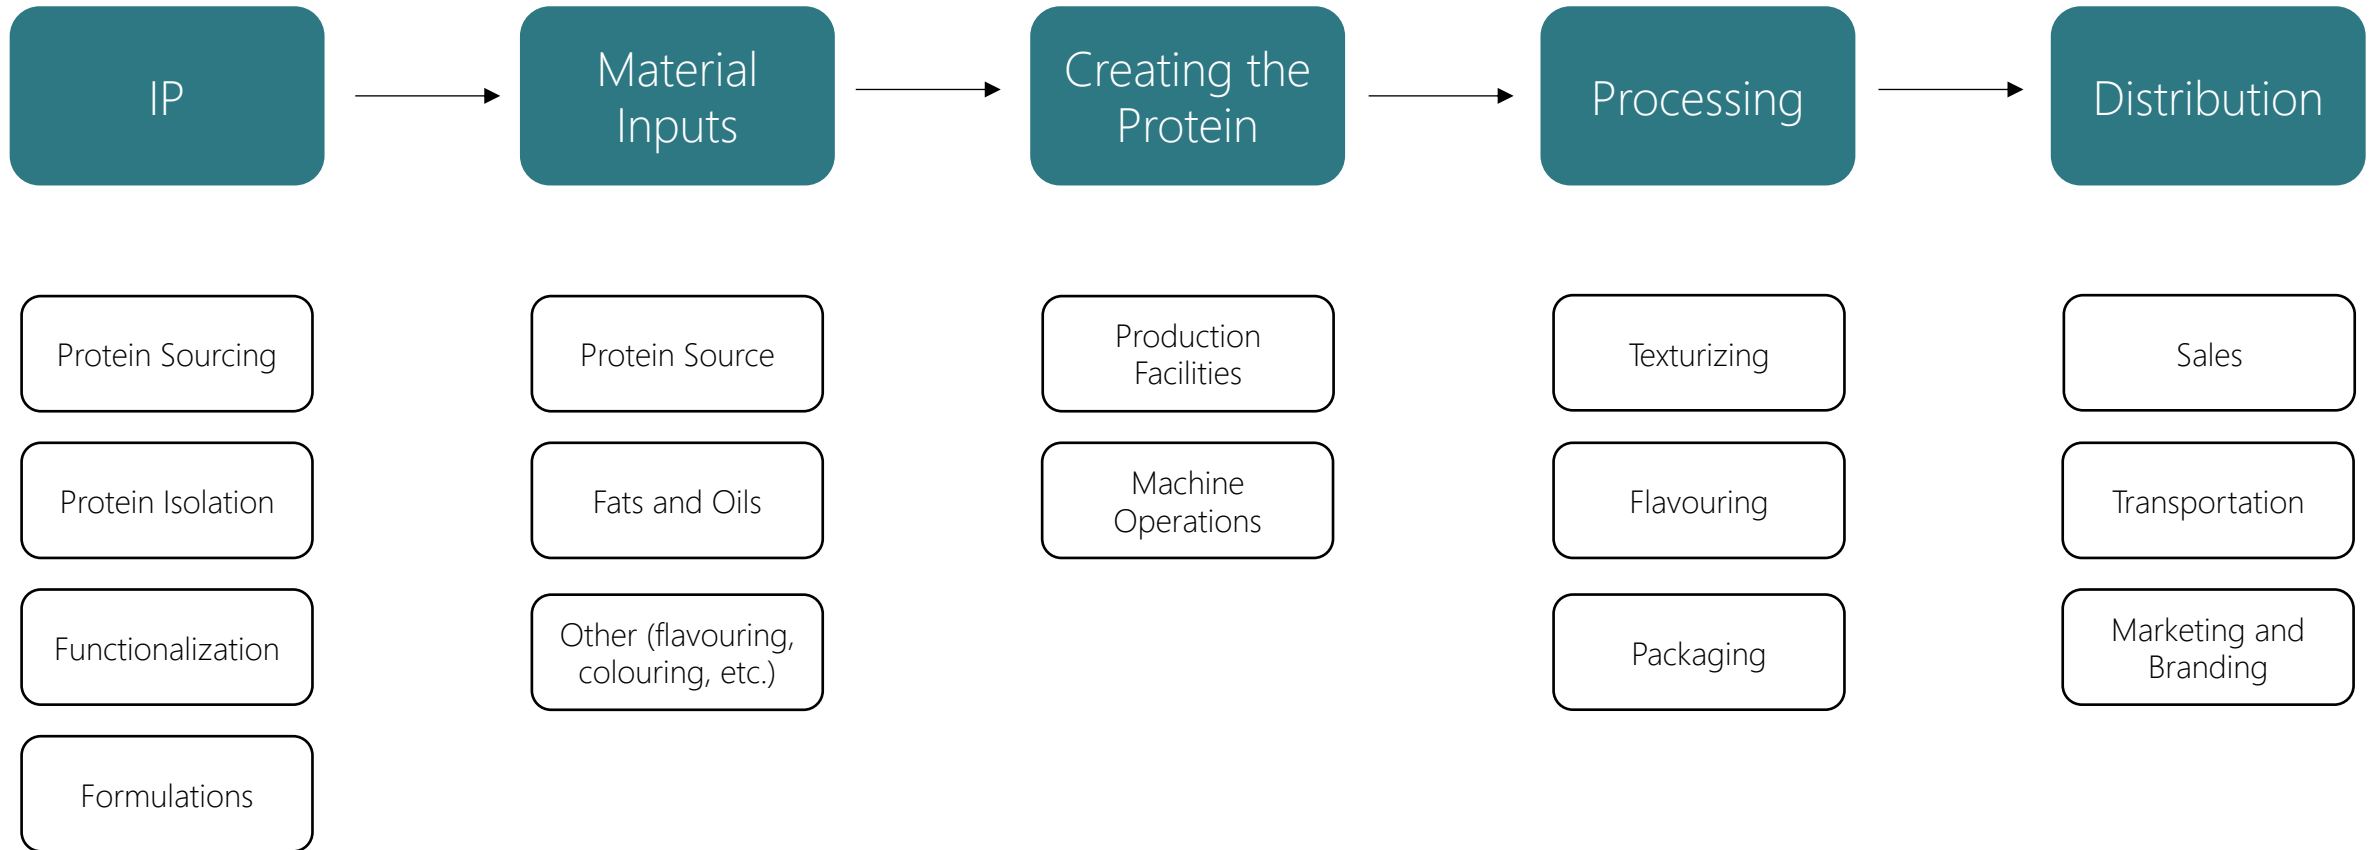 IP
Material
Inputs
Creating the
Protein
Processing
Distribution
Protein Sourcing
Protein Isolation
Functionalization
Formulations
Protein Source
Fats and Oils
Other (flavouring,
colouring, etc.)
Production
Facilities
Machine
Operations
Texturizing
Flavouring
Packaging
Sales
Transportation
Marketing and
Branding